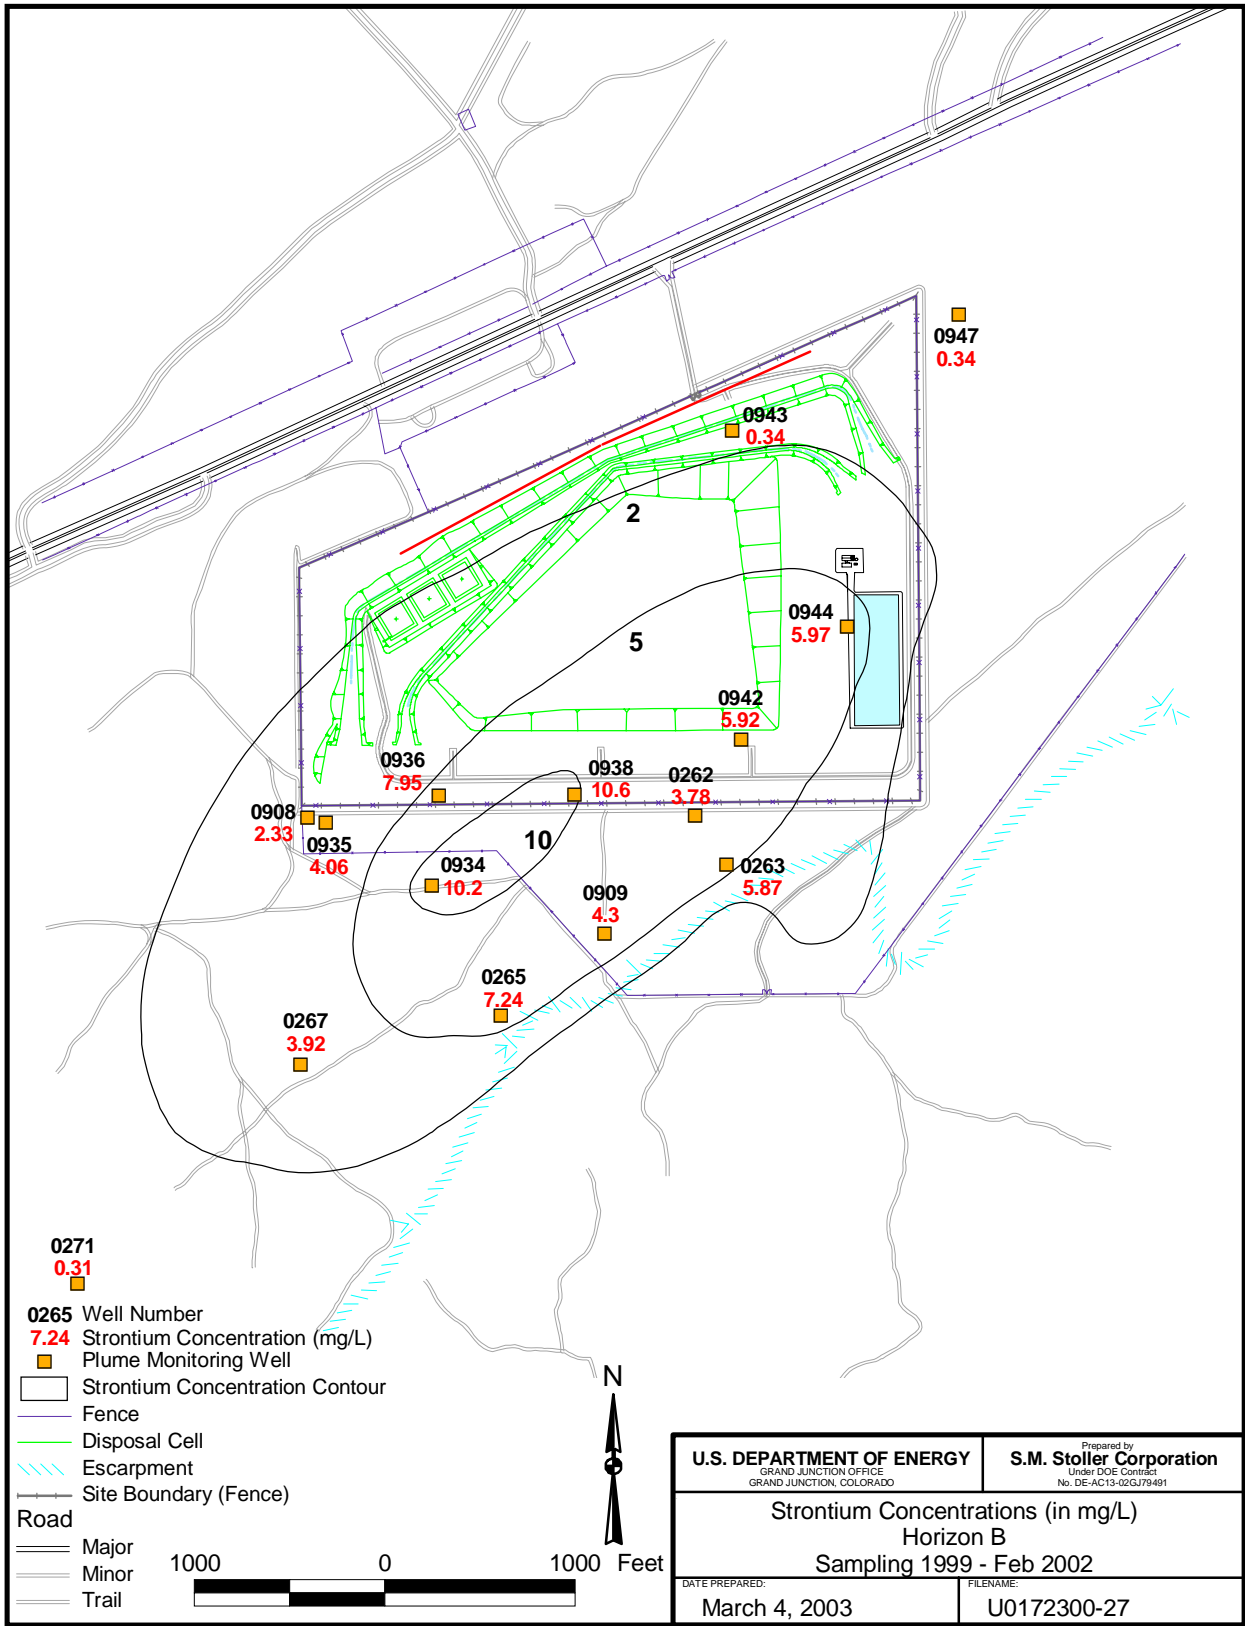 0947
0.34
0943
0.34
2
0944
5.97
5
0942
5.92
0936
7.95
0938
10.6
0262
3.78
0908
2.33
0935
4.06
10
0934
10.2
0263
5.87
0909
4.3
0265
7.24
0267
3.92
0271
0.31
0265 Well Number
7.24 Strontium Concentration (mg/L)
Plume Monitoring Well
Strontium Concentration Contour
Fence
Disposal Cell
Escarpment
Site Boundary (Fence)
Road
Major
Minor
Trail
1000 0 1000 Feet
N
U.S. DEPARTMENT OF ENERGY
GRAND JUNCTION OFFICE
GRAND JUNCTION, COLORADO
Prepared by
S.M. Stoller Corporation
Under DOE Contract
No. DE-AC13-02GJ79491
Strontium Concentrations (in mg/L)
Horizon B
Sampling 1999 - Feb 2002
DATE PREPARED:
March 4, 2003
FILENAME:
U0172300-27